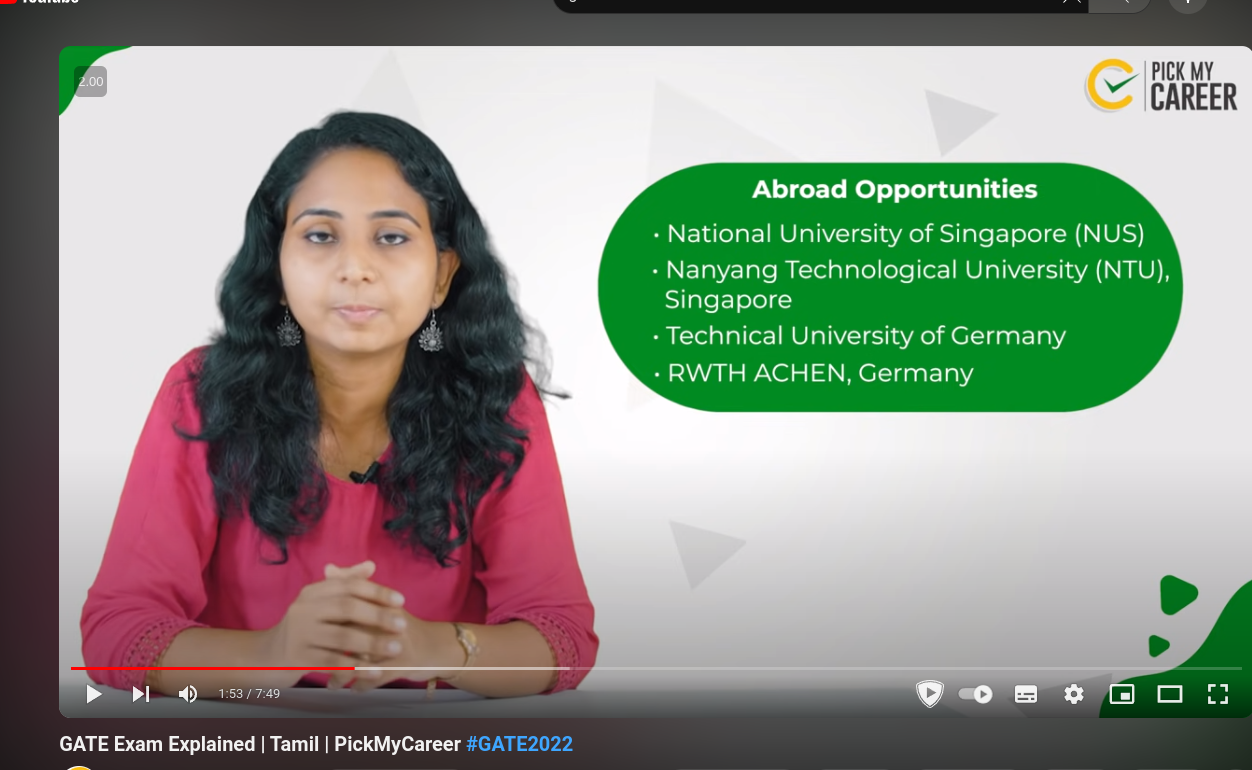 2.00
PICK MY
CAREER
Abroad Opportunities
• National University of Singapore (NUS)
• Nanyang Technological University (NTU),
Singapore
• Technical University of Germany
• RWTH ACHEN, Germany
1:53 / 7:49
GATE Exam Explained | Tamil | PickMyCareer #GATE2022